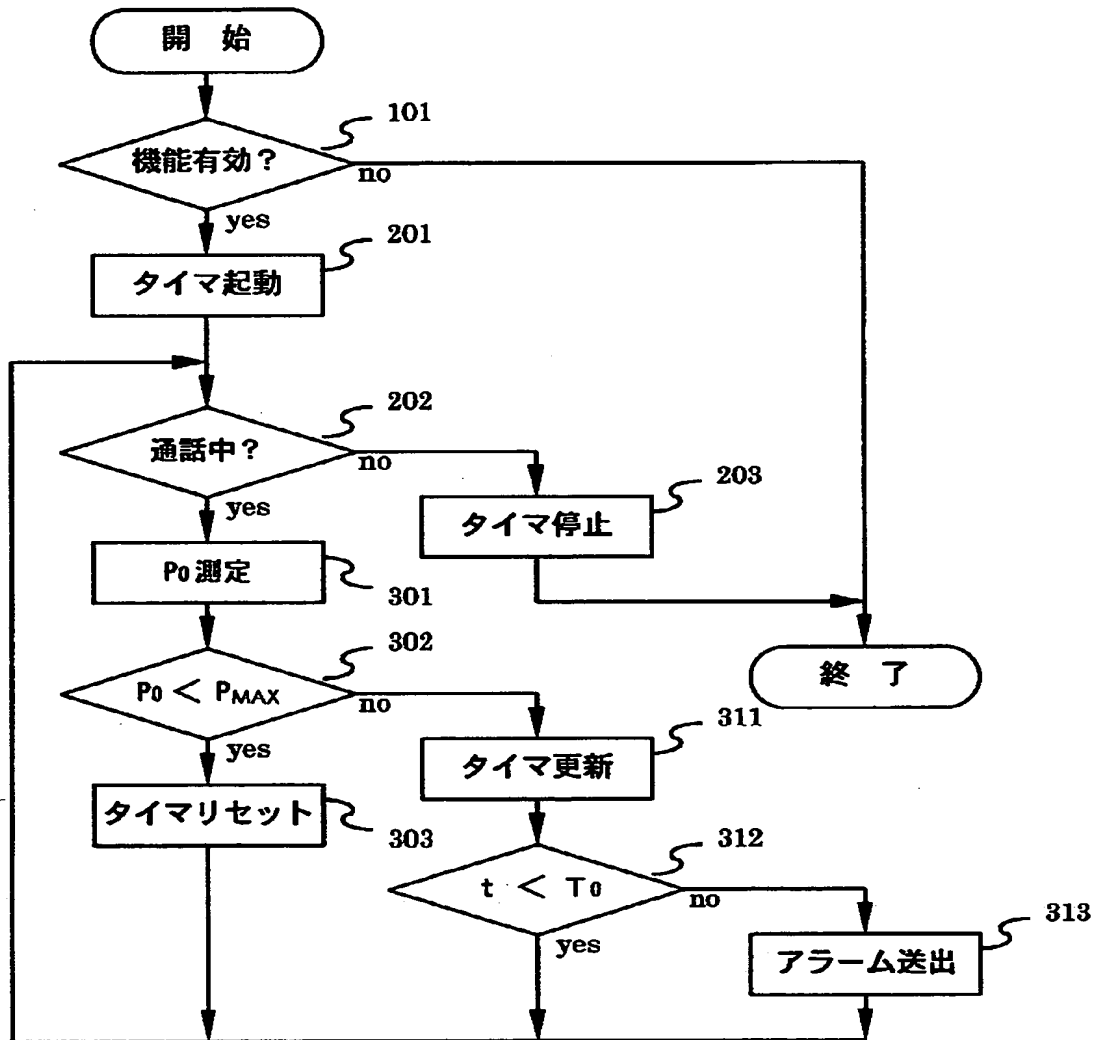 開 始
101
機能有効?
no
yes
201
タイマ起動
202
通話中?
no
yes
203
タイマ停止
P0測定
301
302
P0 < PMAX
no
yes
終 了
311
タイマ更新
タイマリセット
303
312
t < T0
no
yes
313
アラーム送出